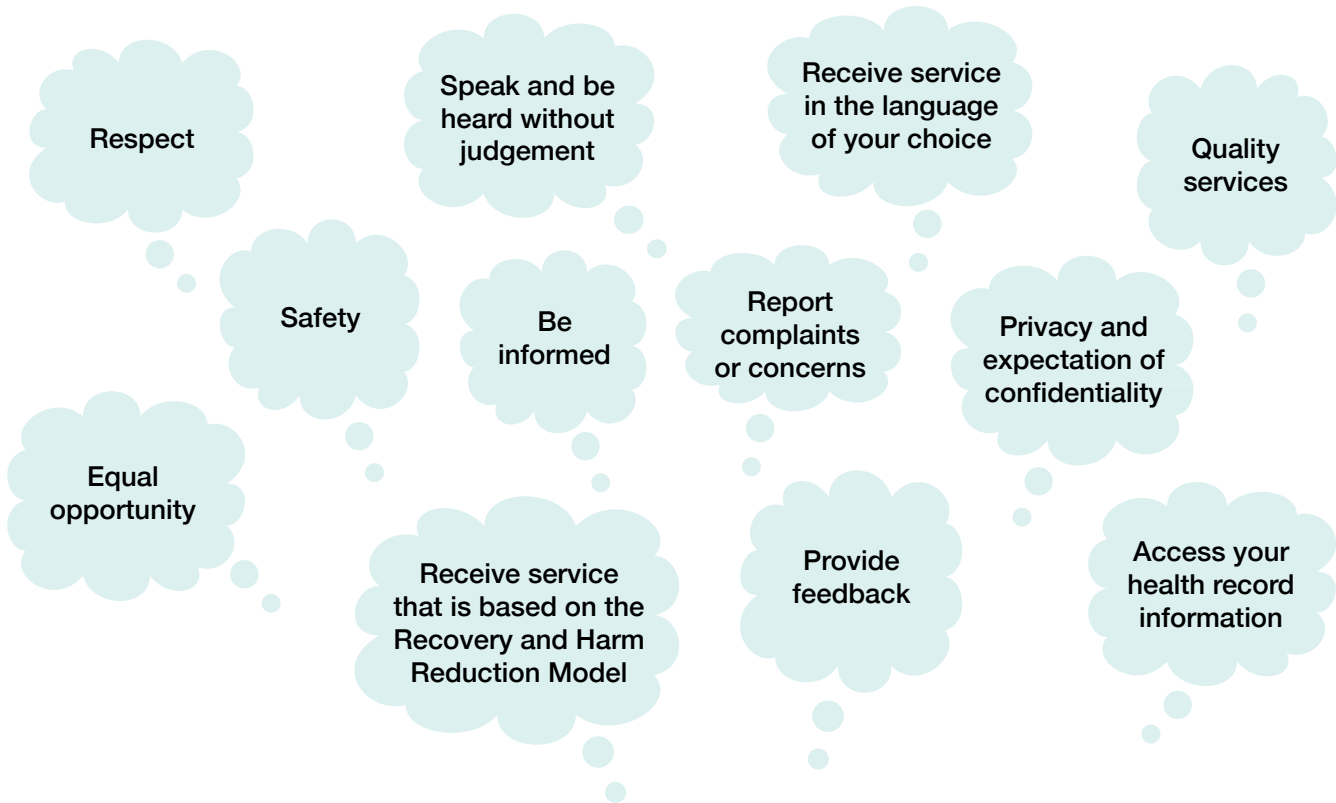 Respect
Speak and be
heard without
judgement
Receive service
in the language
of your choice
Quality
services
Safety
Be
informed
Report
complaints
or concerns
Privacy and
expectation of
confidentiality
Equal
opportunity
Receive service
that is based on the
Recovery and Harm
Reduction Model
Provide
feedback
Access your
health record
information